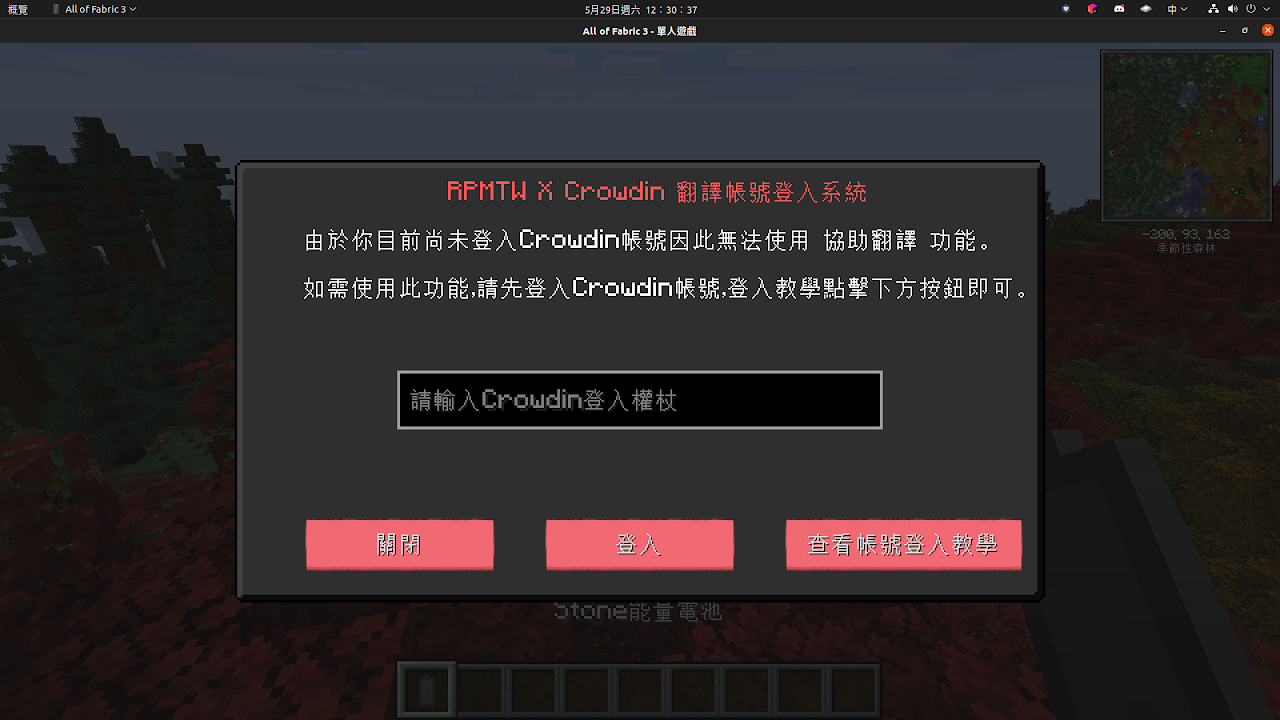 概覽 All of Fabric 3 5月29日週六 12：30：37 中
All of Fabric 3 - 單人遊戲
RPMTW X Crowdin 翻譯帳號登入系統
由於你目前尚未登入Crowdin帳號因此無法使用 協助翻譯 功能。
-200, 93, 162
季節性森林
如需使用此功能,請先登入Crowdin帳號,登入教學點擊下方按鈕即可。
請輸入Crowdin登入權杖
關閉 登入 查看帳號登入教學
Stone能量電池